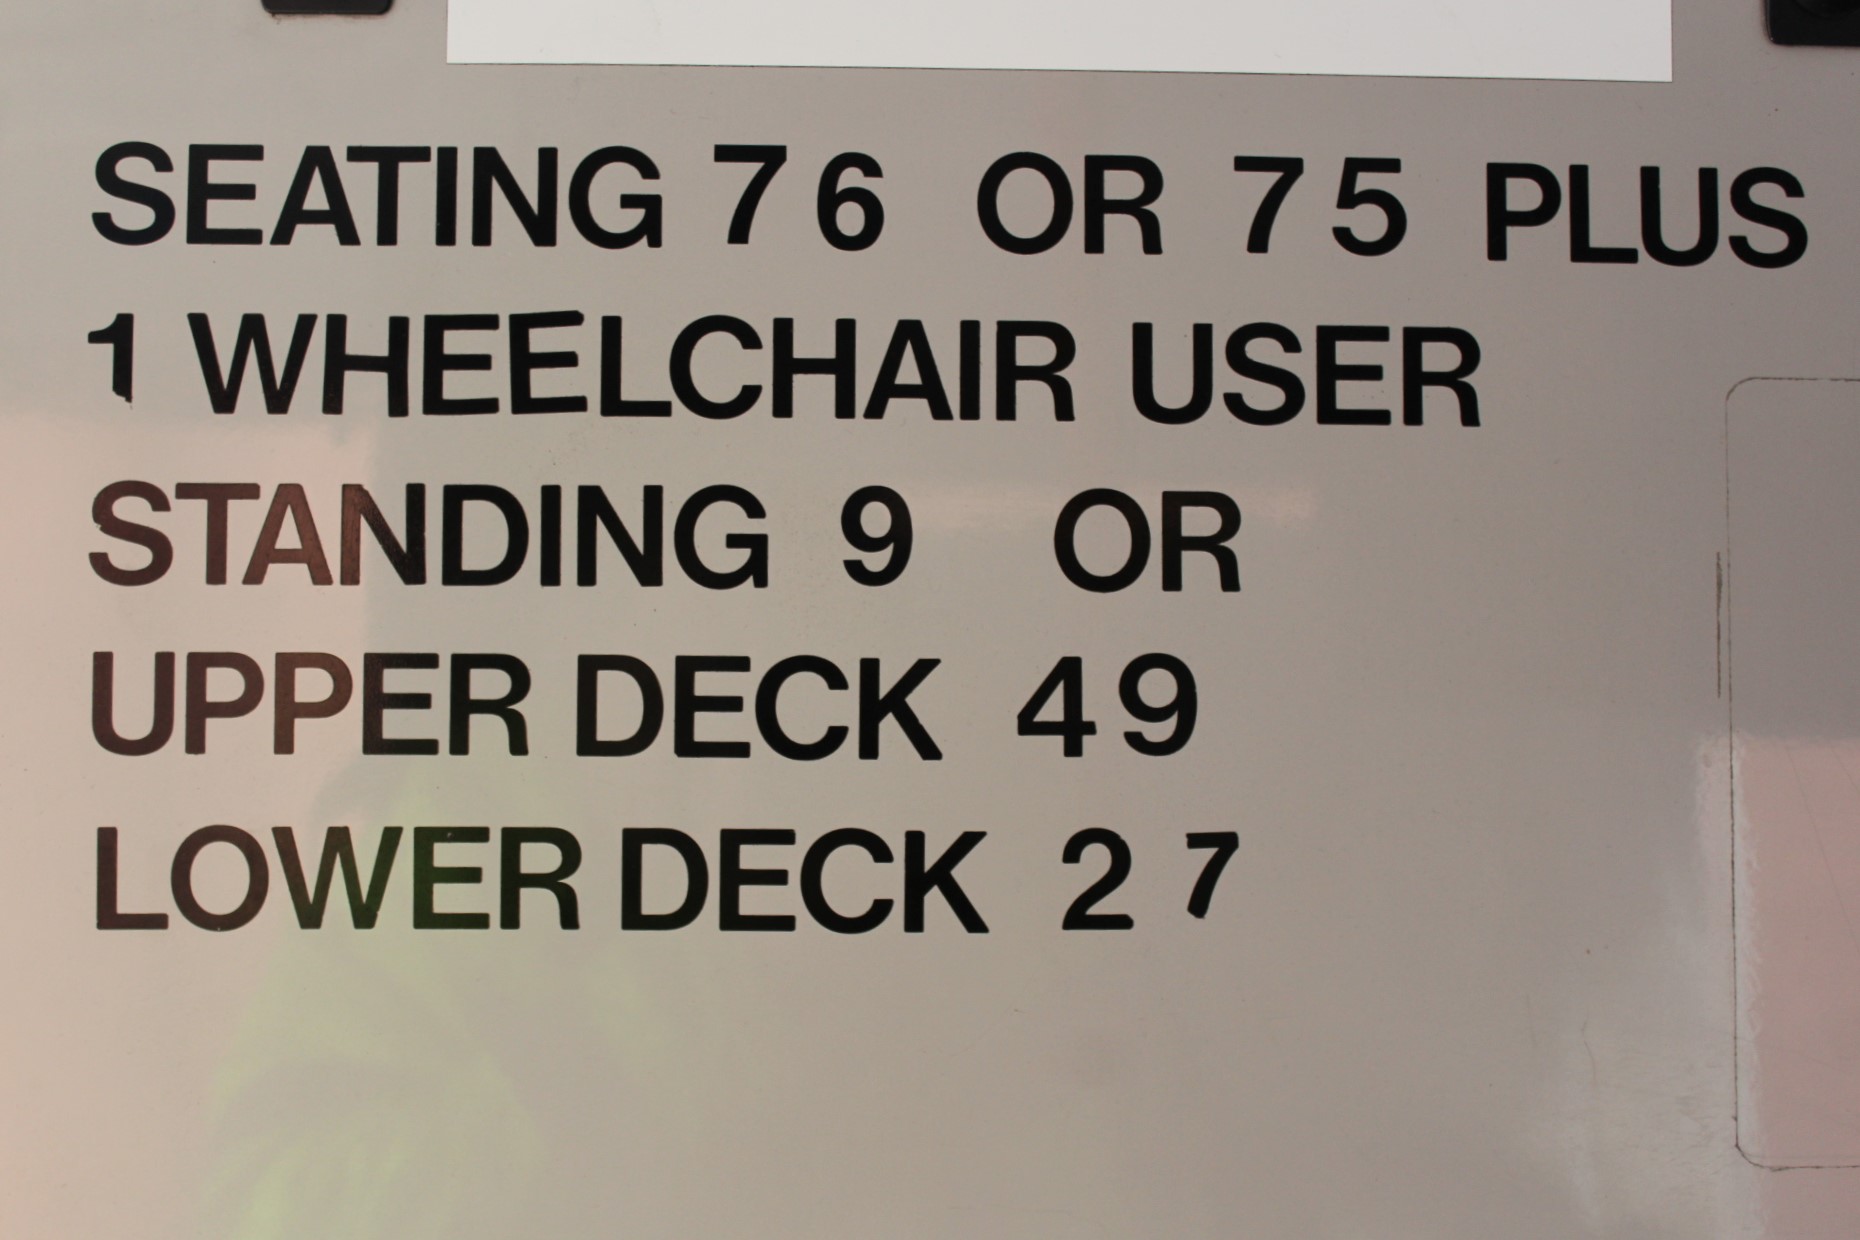 SEATING 76 OR 75 PLUS
1 WHEELCHAIR USER
STANDING 9 OR
UPPER DECK 49
LOWER DECK 27